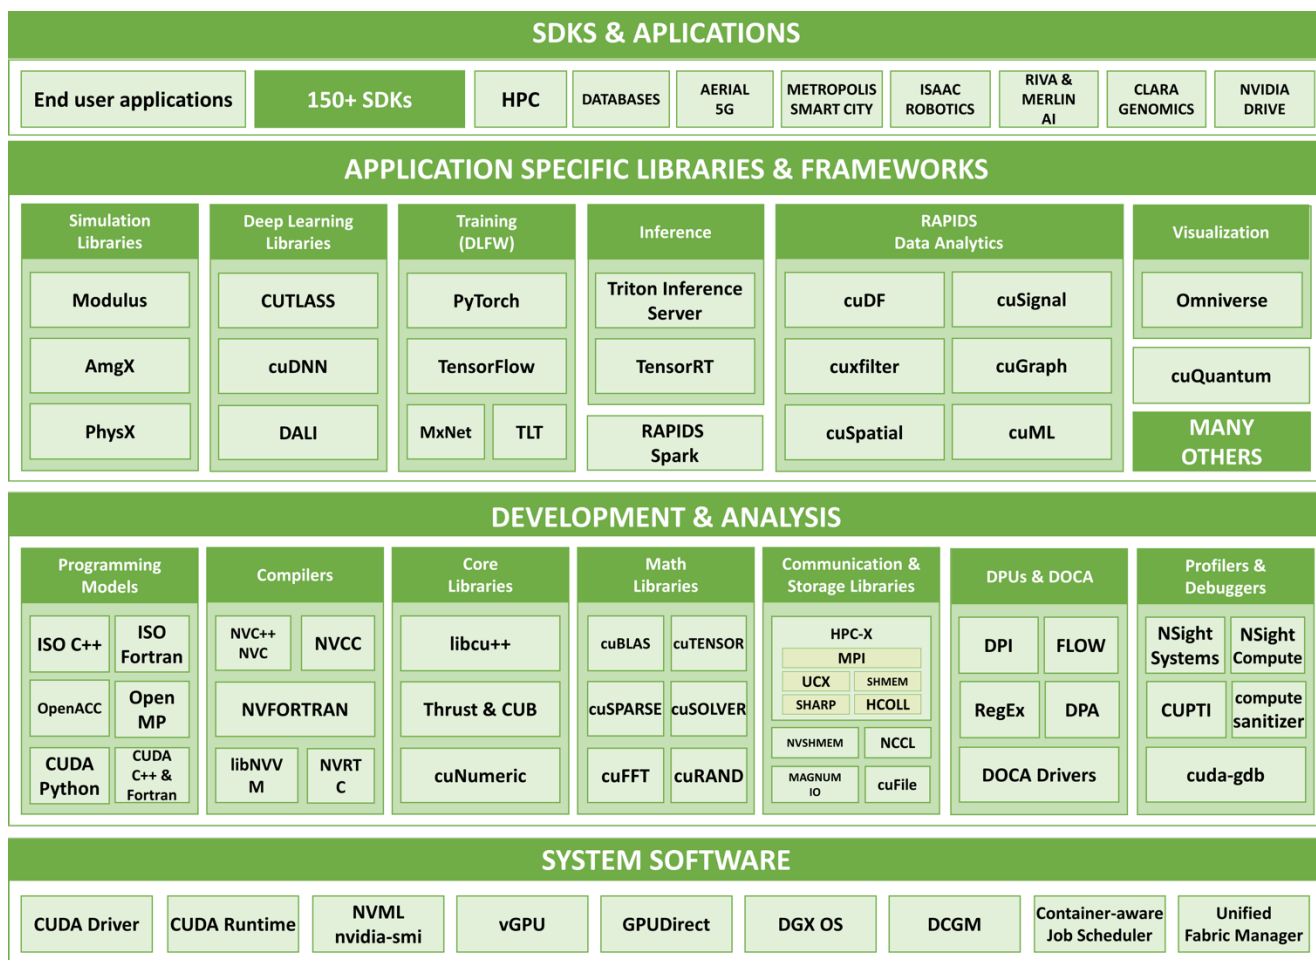 SDKS & APLICATIONS
End user applications
150+ SDKs
HPC
DATABASES
AERIAL
5G
METROPOLIS
SMART CITY
ISAAC
ROBOTICS
RIVA &
MERLIN
AI
CLARA
GENOMICS
NVIDIA
DRIVE
APPLICATION SPECIFIC LIBRARIES & FRAMEWORKS
Simulation
Libraries
Modulus
AmgX
PhysX
Deep Learning
Libraries
CUTLASS
cuDNN
DALI
Training
(DLFW)
PyTorch
TensorFlow
MxNet
TLT
Inference
Triton Inference
Server
TensorRT
RAPIDS
Spark
RAPIDS
Data Analytics
cuDF
cuSignal
cuxfilter
cuGraph
cuSpatial
cuML
Visualization
Omniverse
cuQuantum
MANY
OTHERS
DEVELOPMENT & ANALYSIS
Programming
Models
ISO C++
ISO
Fortran
OpenACC
Open
MP
CUDA
Python
CUDA
C++ &
Fortran
Compilers
NVC++
NVC
NVCC
NVFORTRAN
libNVV
M
NVRT
C
Core
Libraries
libcu++
Thrust & CUB
cuNumeric
Math
Libraries
cuBLAS
cuTENSOR
cuSPARSE
cuSOLVER
cuFFT
cuRAND
Communication &
Storage Libraries
HPC-X
MPI
UCX
SHMEM
SHARP
HCOLL
NVSHMEM
NCCL
MAGNUM
IO
cuFile
DPUs & DOCA
DPI
FLOW
RegEx
DPA
DOCA Drivers
Profilers &
Debuggers
NSight
Systems
NSight
Compute
CUPTI
compute
sanitizer
cuda-gdb
SYSTEM SOFTWARE
CUDA Driver
CUDA Runtime
NVML
nvidia-smi
vGPU
GPUDirect
DGX OS
DCGM
Container-aware
Job Scheduler
Unified
Fabric Manager